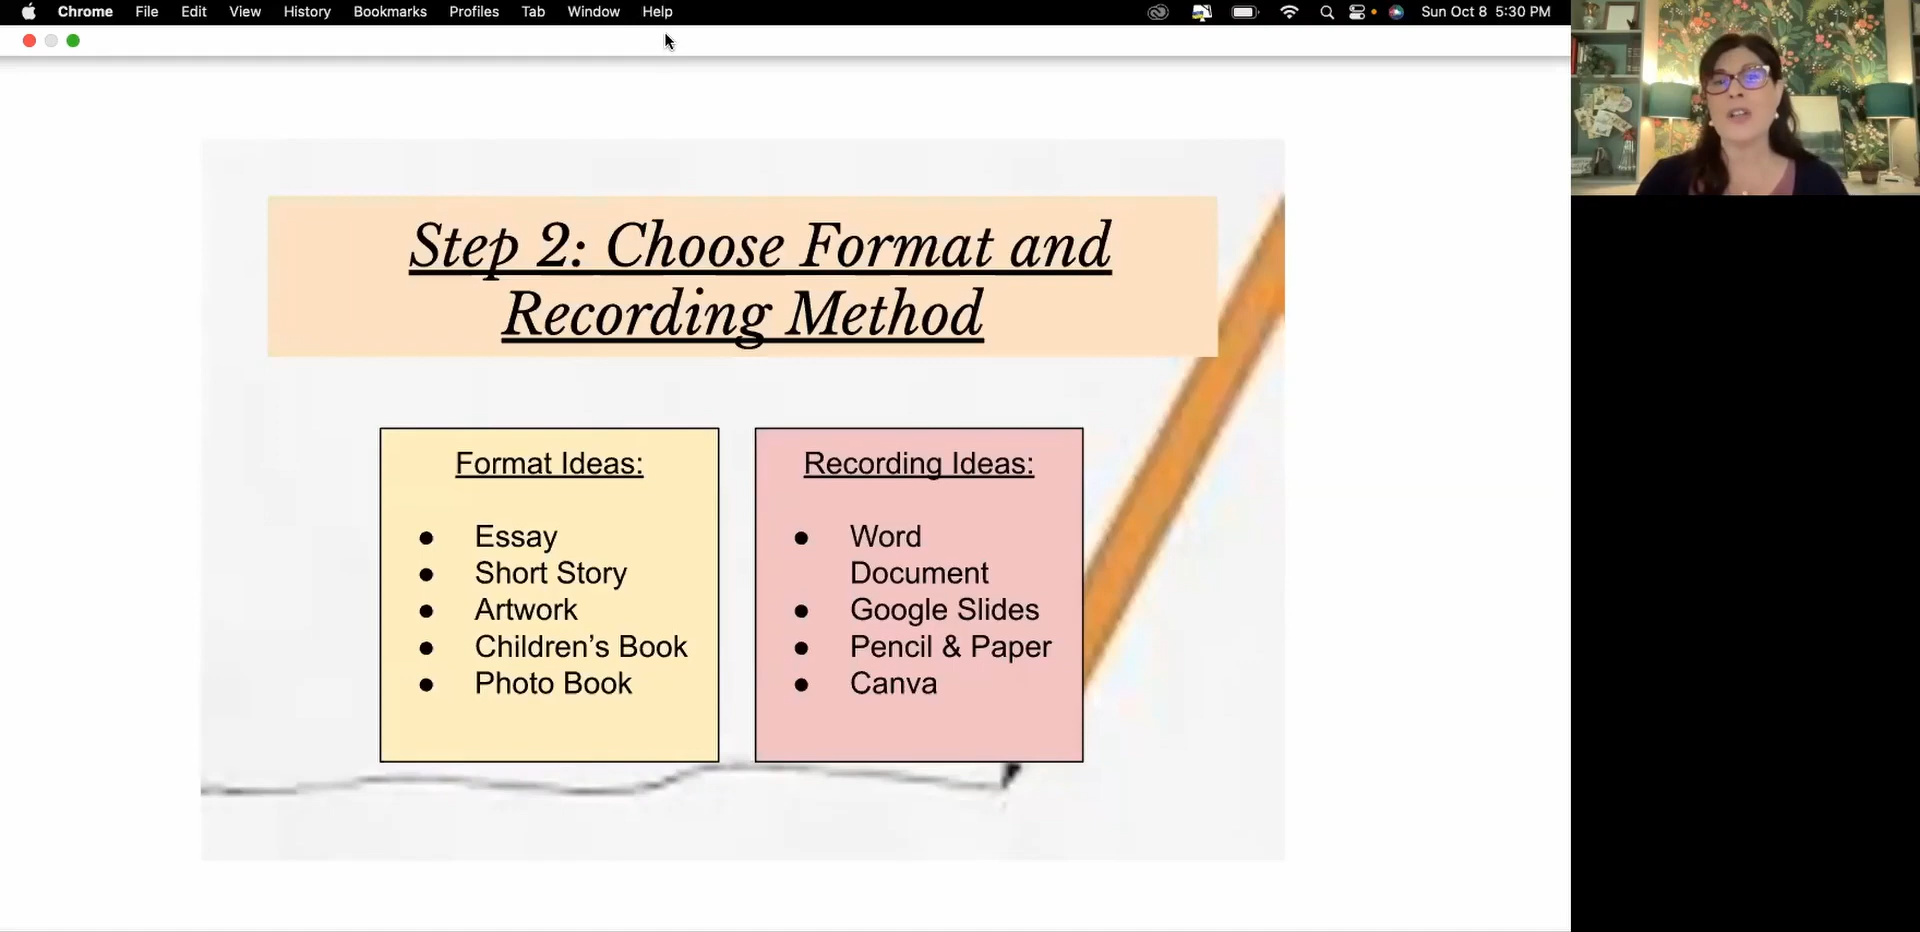 Chrome File Edit View History Bookmarks Profiles Tab Window Help Sun Oct 8 5:30 PM
Step 2: Choose Format and
Recording Method
Format Ideas:
● Essay
● Short Story
● Artwork
● Children’s Book
● Photo Book
Recording Ideas:
● Word
Document
● Google Slides
● Pencil & Paper
● Canva